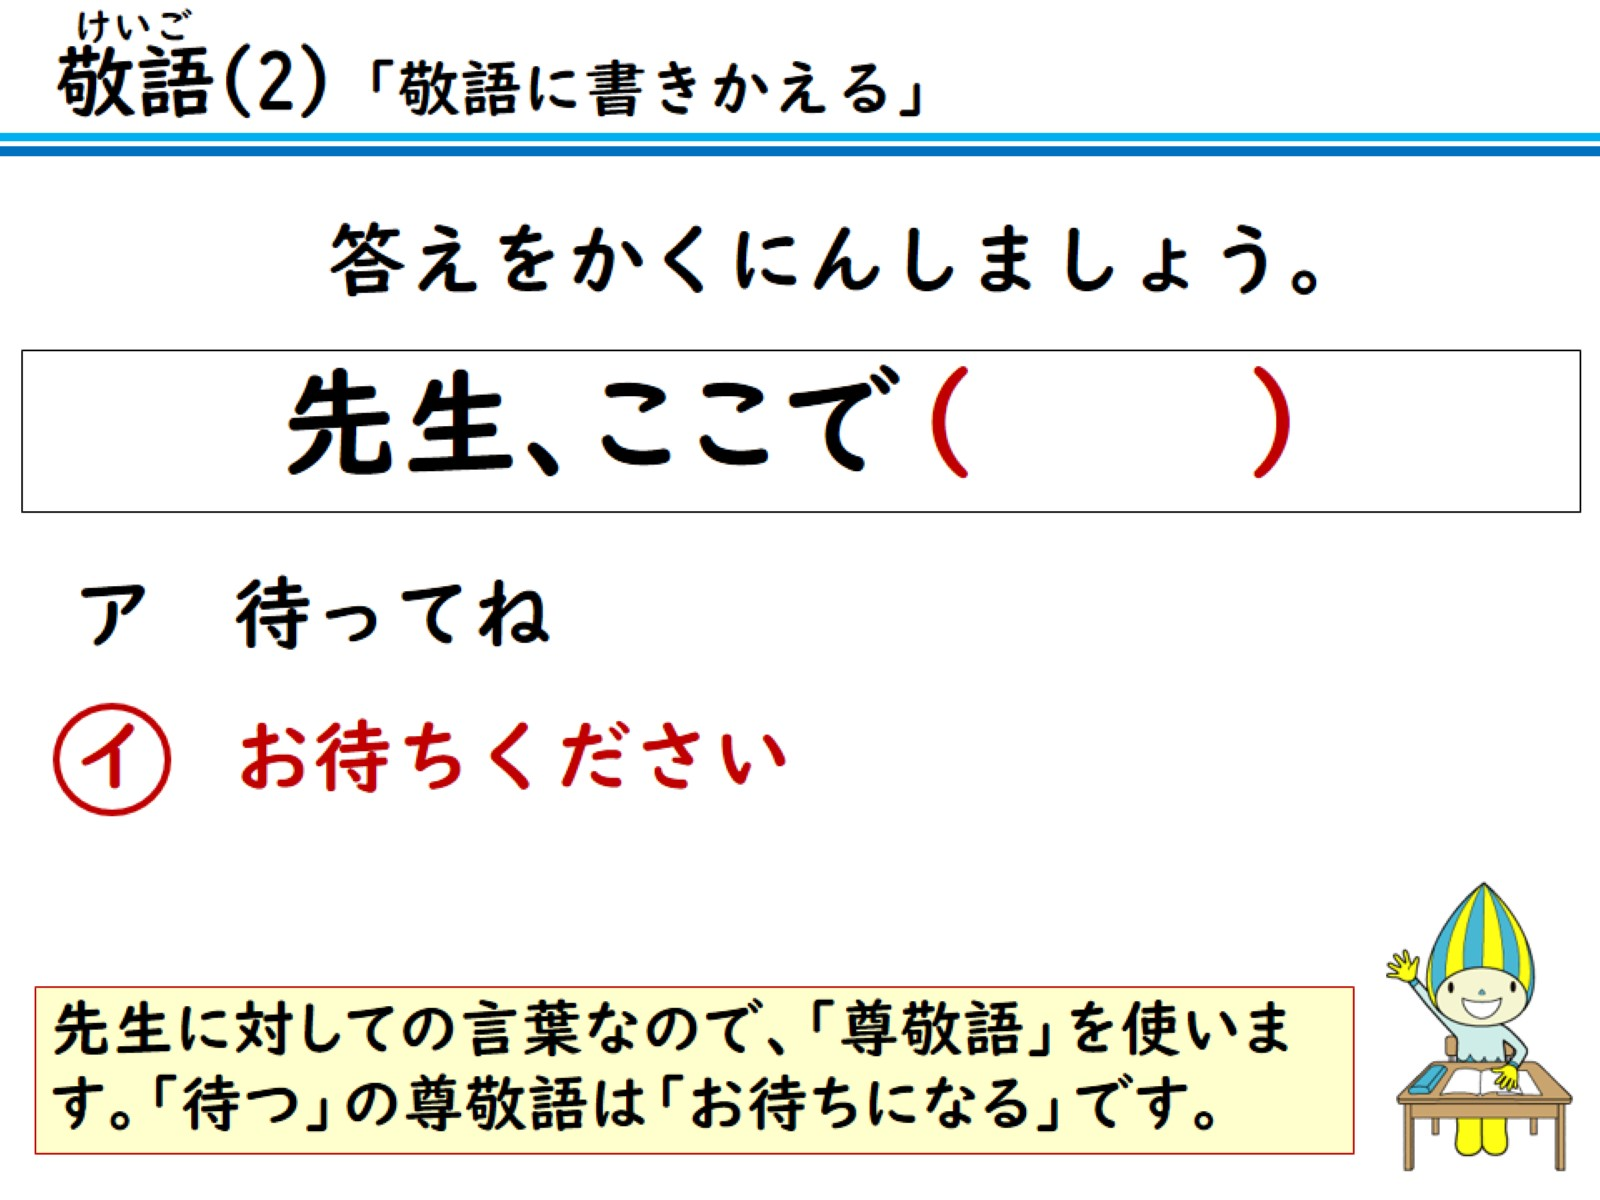 けいご
敬語(2)「敬語に書きかえる」
答えをかくにんしましょう。
先生、ここで(　　　)
ア　待ってね
イ　お待ちください
先生に対しての言葉なので、「尊敬語」を使いま
す。「待つ」の尊敬語は「お待ちになる」です。